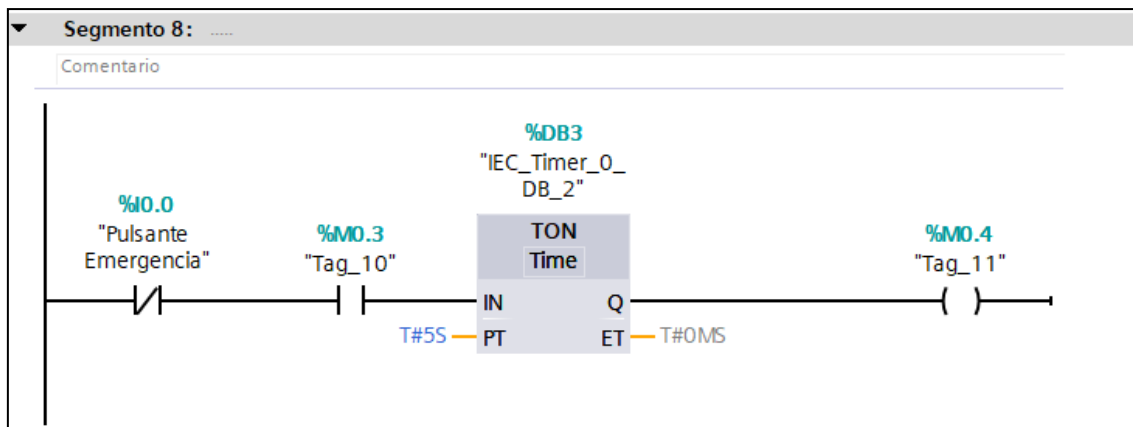 Segmento 8: .....
Comentario
%DB3
"IEC_Timer_0_
DB_2"
%I0.0
"Pulsante
Emergencia"
%M0.3
"Tag_10"
TON
Time
%M0.4
"Tag_11"
IN
Q
T#5S
PT
ET
T#0MS